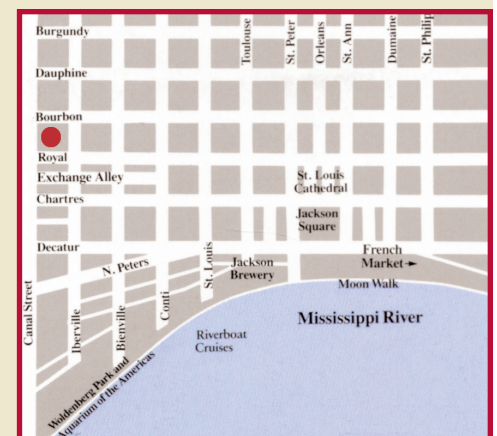 Burgundy
Toulouse
St. Peter
Orleans
St. Ann
Dumaine
St. Philip
Dauphine
Bourbon
Royal
Exchange Alley
St. Louis
Cathedral
Chartres
Jackson
Square
Decatur
French
Market
N. Peters
St. Louis
Jackson
Brewery
Moon Walk
Canal Street
Iberville
Bienville
Conti
Mississippi River
Riverboat
Cruises
Woldenberg Park and
Aquarium of the Americas